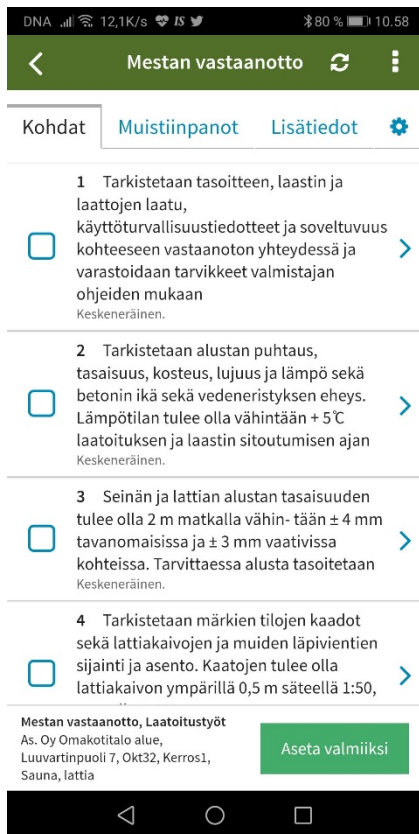 DNA 12,1K/s IS 80 % 10.58
Mestan vastaanotto
Kohdat Muistiinpanot Lisätiedot
1 Tarkistetaan tasoitteen, laastin ja
laattojen laatu,
käyttöturvallisuustiedotteet ja soveltuvuus
kohteeseen vastaanoton yhteydessä ja
varastoidaan tarvikkeet valmistajan
ohjeiden mukaan
Keskeneräinen.
2 Tarkistetaan alustan puhtaus,
tasaisuus, kosteus, lujuus ja lämpö sekä
betonin ikä sekä vedeneristyksen eheys.
Lämpötilan tulee olla vähintään + 5℃
laatoituksen ja laastin sitoutumisen ajan
Keskeneräinen.
3 Seinän ja lattian alustan tasaisuuden
tulee olla 2 m matkalla vähin- tään ± 4 mm
tavanomaisissa ja ± 3 mm vaativissa
kohteissa. Tarvittaessa alusta tasoitetaan
Keskeneräinen.
4 Tarkistetaan märkien tilojen kaadot
sekä lattiakaivojen ja muiden läpivientien
sijainti ja asento. Kaatojen tulee olla
lattiakaivon ympärillä 0,5 m säteellä 1:50,
Mestan vastaanotto, Laatoitustyöt
As. Oy Omakotitalo alue,
Luuvartinpuoli 7, Okt32, Kerros1,
Sauna, lattia
Aseta valmiiksi